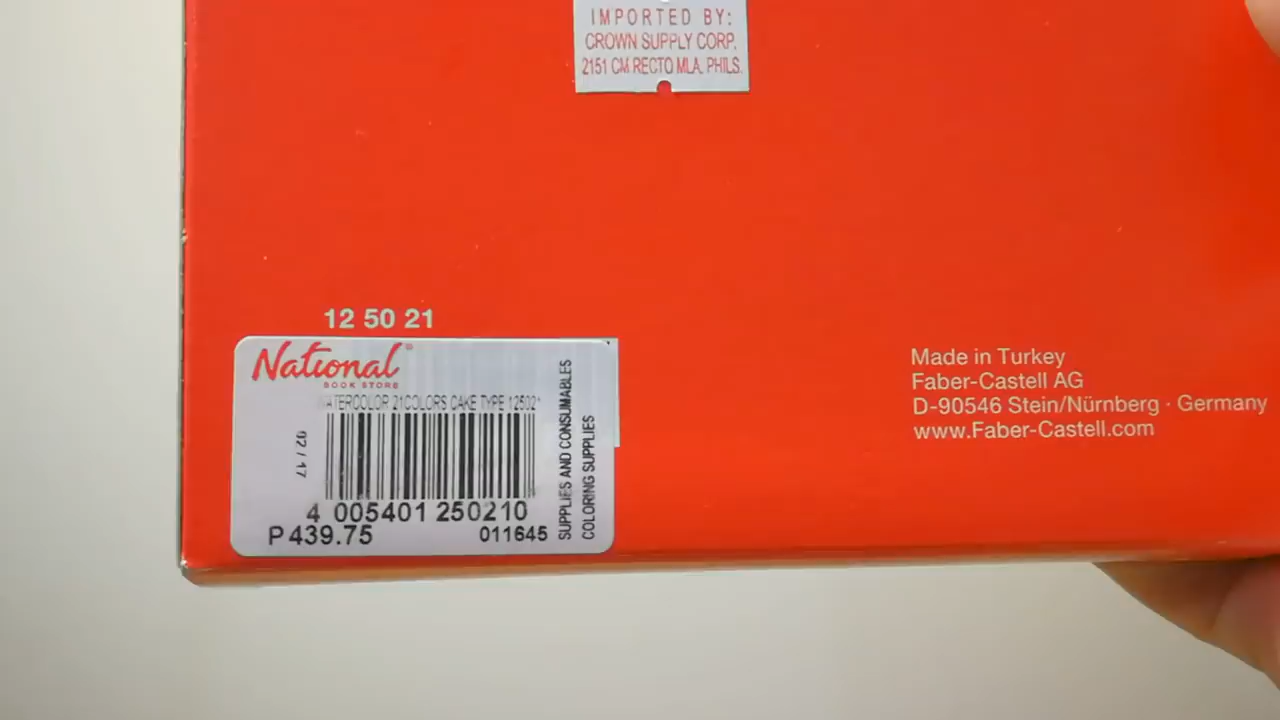 IMPORTED BY:
CROWN SUPPLY CORP.
2151 CM RECTO MLA. PHILS.
12 50 21
National
BOOK STORE
21COLORS CAKE TYPE
02 / 17
4 005401 250210
P 439.75
011645
SUPPLIES AND CONSUMABLES
COLORING SUPPLIES
Made in Turkey
Faber-Castell AG
D-90546 Stein/Nürnberg · Germany
www.Faber-Castell.com